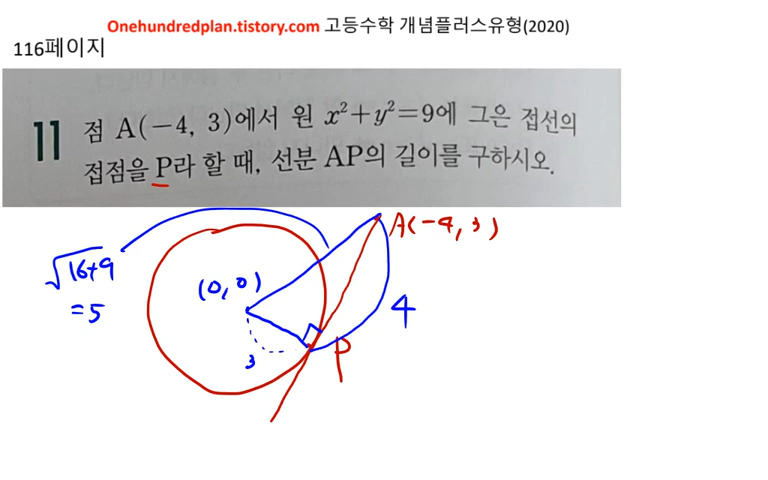 Onehundredplan.tistory.com 고등수학 개념플러스유형(2020)
116페이지
11 점 A(−4, 3)에서 원 x²+y²=9에 그은 접선의
접점을 P라 할 때, 선분 AP의 길이를 구하시오.
A(−4, 3)
√16+9
=5
(0, 0)
4
3
P